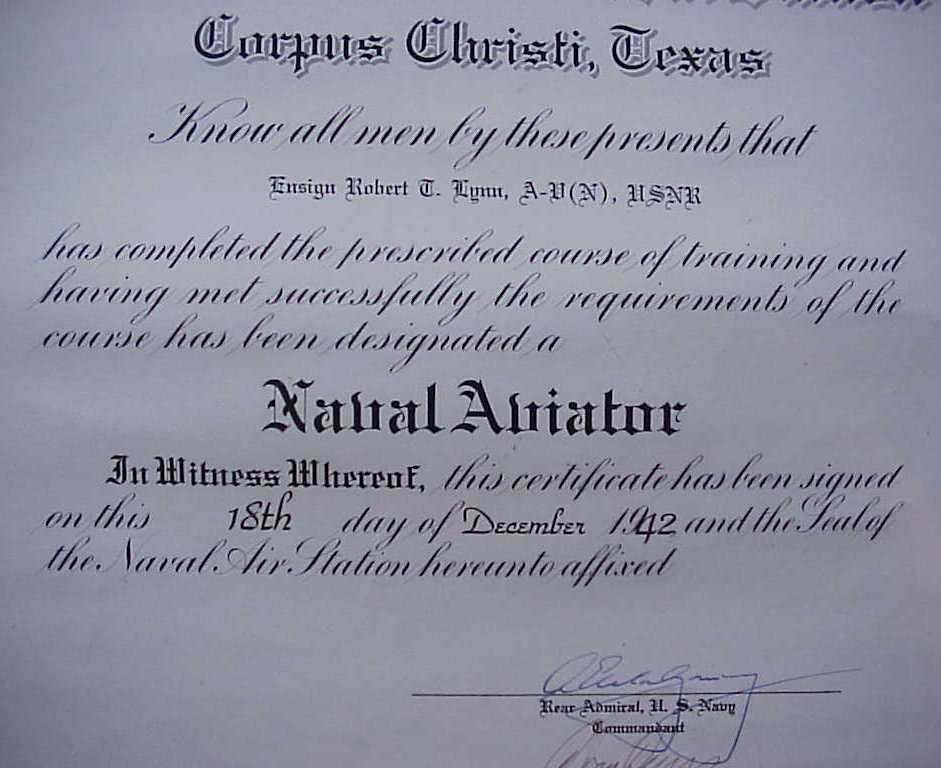 Corpus Christi, Texas
Know all men by these presents that
Ensign Robert T. Lynn, A-V(N), USNR
has completed the prescribed course of training and
having met successfully the requirements of the
course has been designated a
Naval Aviator
In Witness Whereof, this certificate has been signed
on this 18th day of December 1942 and the Seal of
the Naval Air Station hereunto affixed
Rear Admiral, U. S. Navy
Commandant